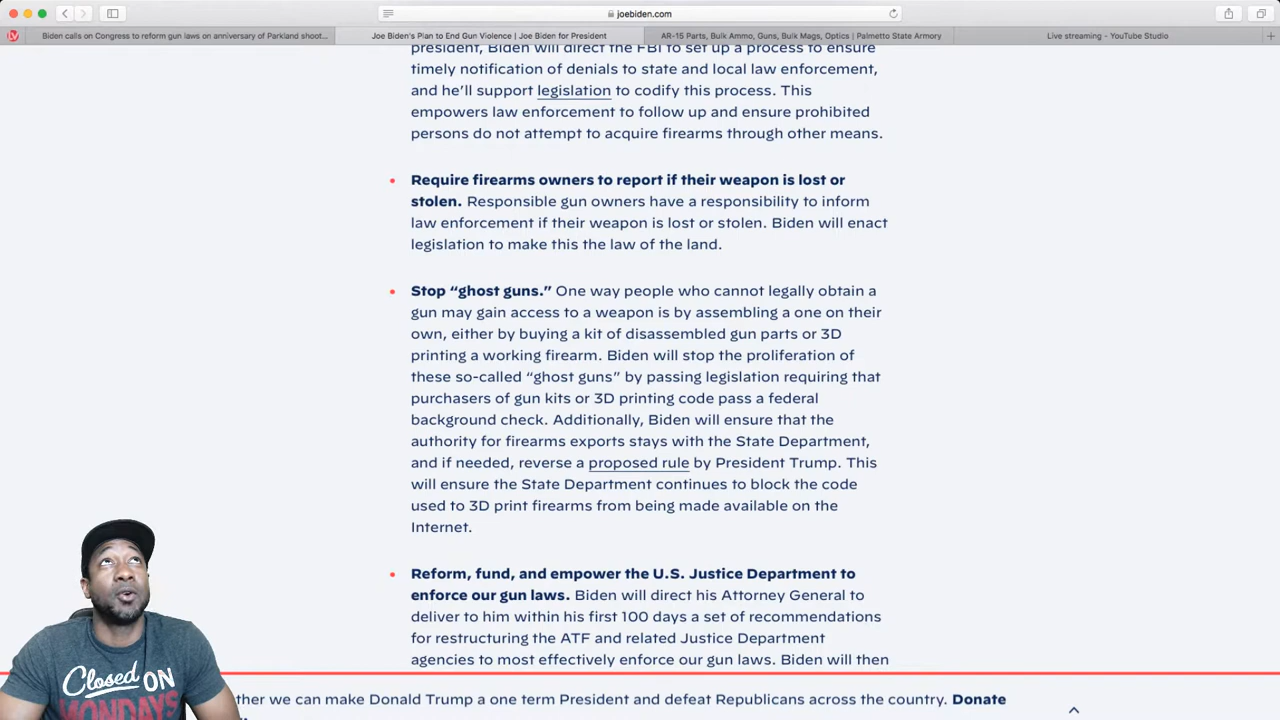 joebiden.com
Biden calls on Congress to reform gun laws on anniversary of Parkland shoot...
Joe Biden's Plan to End Gun Violence | Joe Biden for President
AR-15 Parts, Bulk Ammo, Guns, Bulk Mags, Optics | Palmetto State Armory
Live streaming - YouTube Studio
president, Biden will direct the FBI to set up a process to ensure
timely notification of denials to state and local law enforcement,
and he'll support legislation to codify this process. This
empowers law enforcement to follow up and ensure prohibited
persons do not attempt to acquire firearms through other means.
Require firearms owners to report if their weapon is lost or
stolen. Responsible gun owners have a responsibility to inform
law enforcement if their weapon is lost or stolen. Biden will enact
legislation to make this the law of the land.
Stop “ghost guns.” One way people who cannot legally obtain a
gun may gain access to a weapon is by assembling a one on their
own, either by buying a kit of disassembled gun parts or 3D
printing a working firearm. Biden will stop the proliferation of
these so-called “ghost guns” by passing legislation requiring that
purchasers of gun kits or 3D printing code pass a federal
background check. Additionally, Biden will ensure that the
authority for firearms exports stays with the State Department,
and if needed, reverse a proposed rule by President Trump. This
will ensure the State Department continues to block the code
used to 3D print firearms from being made available on the
Internet.
Reform, fund, and empower the U.S. Justice Department to
enforce our gun laws. Biden will direct his Attorney General to
deliver to him within his first 100 days a set of recommendations
for restructuring the ATF and related Justice Department
agencies to most effectively enforce our gun laws. Biden will then
ther we can make Donald Trump a one term President and defeat Republicans across the country. Donate
Closed ON
MONDAYS